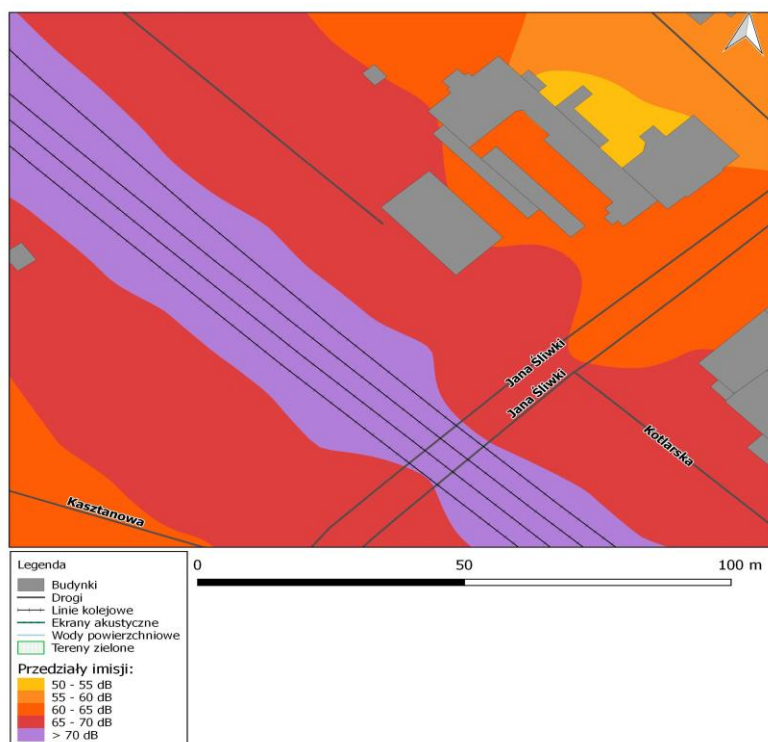 Jana Śliwki
Jana Śliwki
Kotlarska
Kasztanowa
Legenda
Budynki
Drogi
Linie kolejowe
Ekrany akustyczne
Wody powierzchniowe
Tereny zielone
Przedziały imisji:
50 - 55 dB
55 - 60 dB
60 - 65 dB
65 - 70 dB
> 70 dB
0 50 100 m